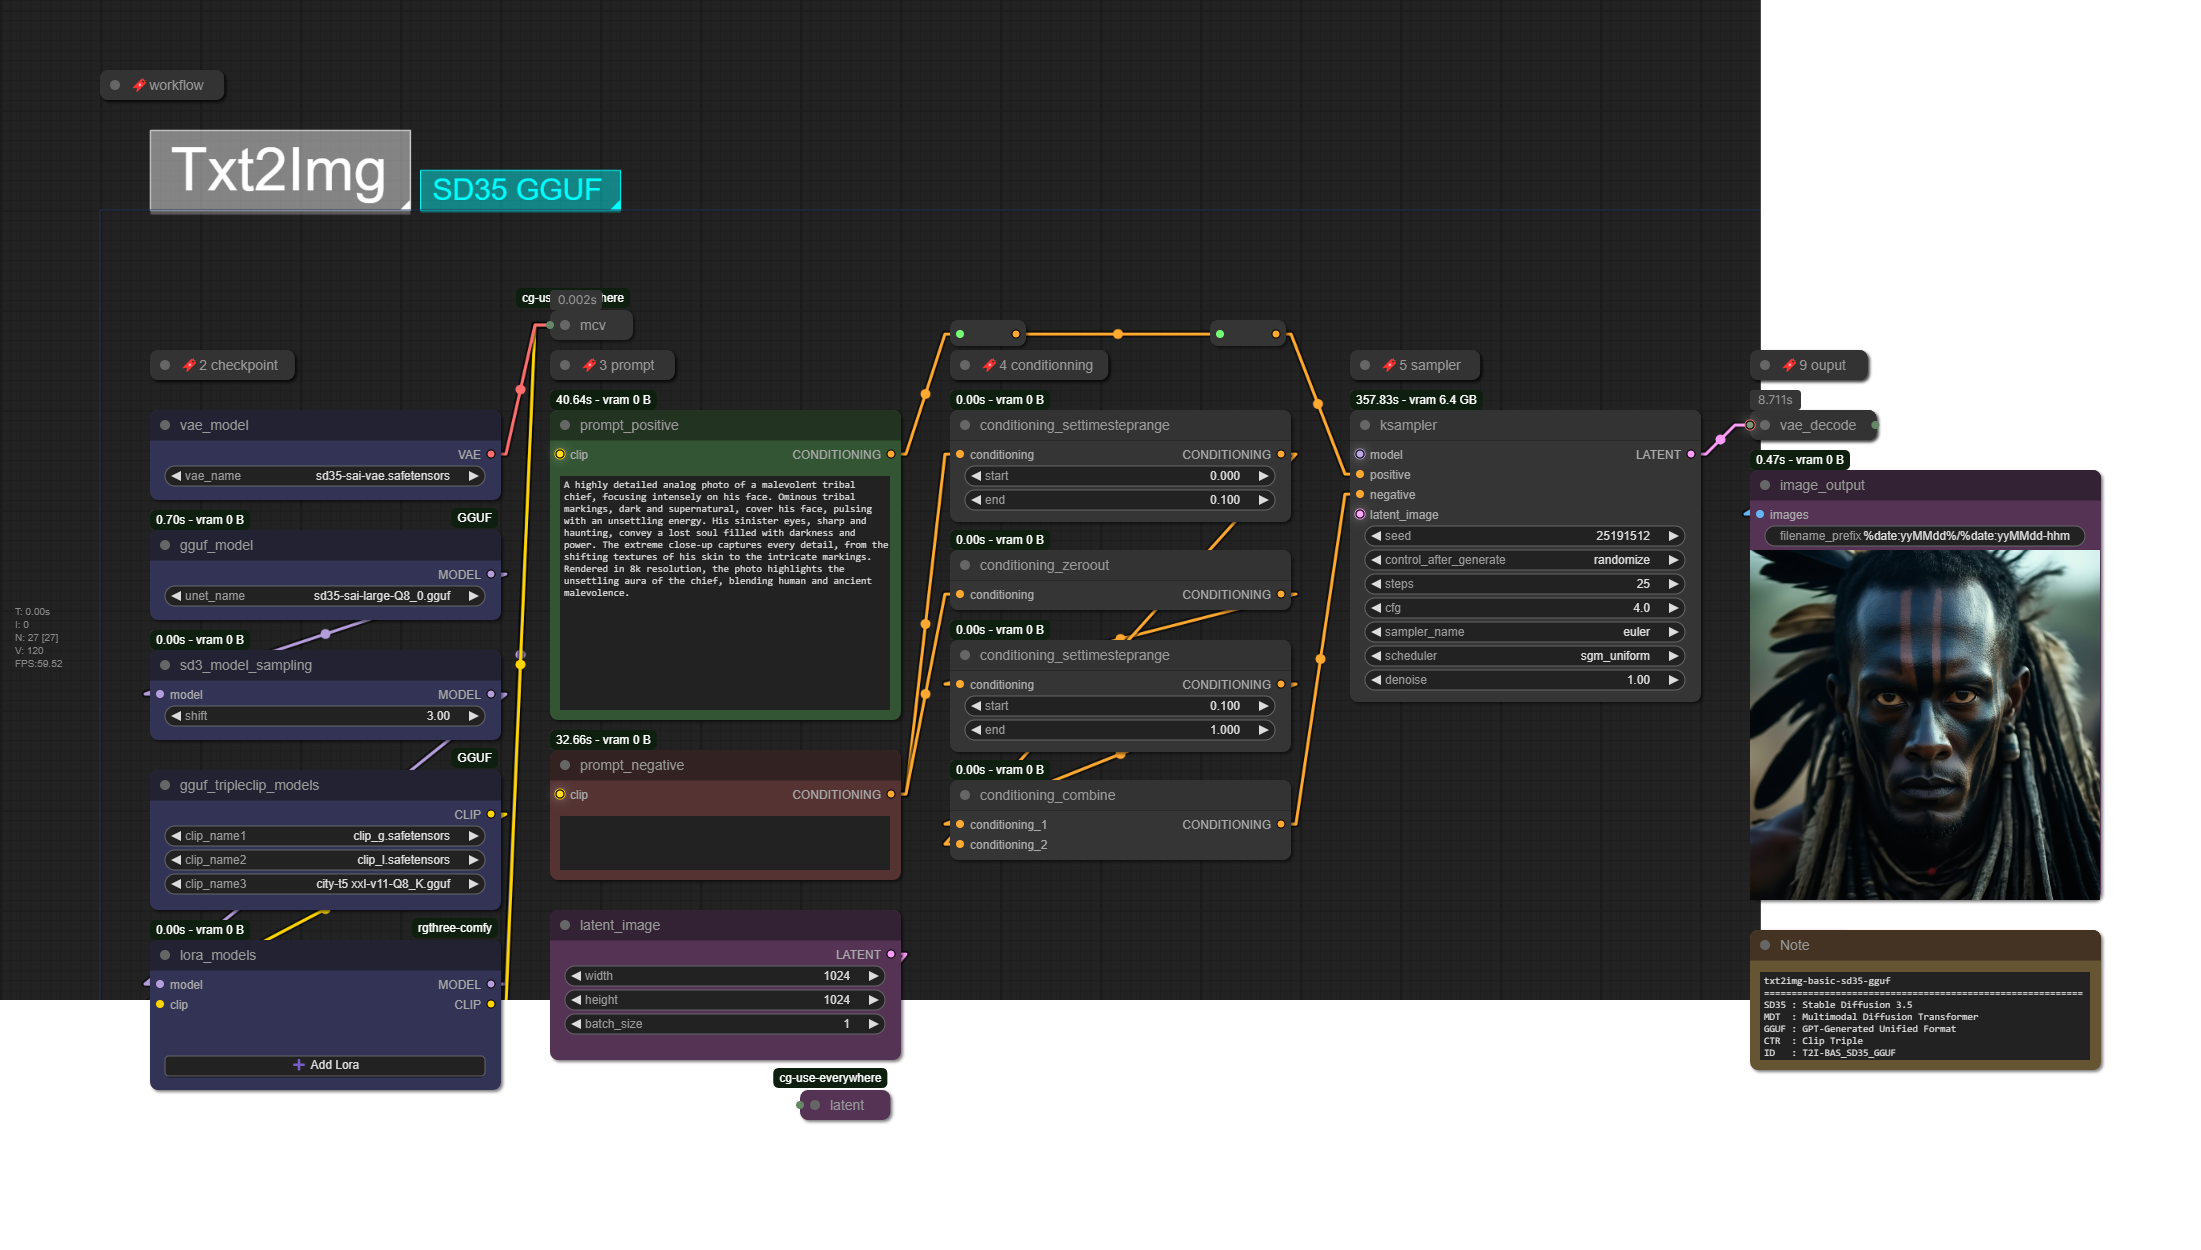 workflow
Txt2Img
SD35 GGUF
T: 0.00s
I: 0
N: 27 [27]
V: 120
FPS:59.52
2 checkpoint
vae_model
VAE
vae_name sd35-sai-vae.safetensors
0.70s - vram 0 B GGUF
gguf_model
MODEL
unet_name sd35-sai-large-Q8_0.gguf
0.00s - vram 0 B
sd3_model_sampling
model MODEL
shift 3.00
GGUF
gguf_tripleclip_models
CLIP
clip_name1 clip_g.safetensors
clip_name2 clip_l.safetensors
clip_name3 city-t5 xxl-v11-Q8_K.gguf
0.00s - vram 0 B rgthree-comfy
lora_models
model MODEL
clip CLIP
+ Add Lora
0.002s
mcv
3 prompt
40.64s - vram 0 B
prompt_positive
clip CONDITIONING
A highly detailed analog photo of a malevolent tribal
chief, focusing intensely on his face. Ominous tribal
markings, dark and supernatural, cover his face, pulsing
with an unsettling energy. His sinister eyes, sharp and
haunting, convey a lost soul filled with darkness and
power. The extreme close-up captures every detail, from the
shifting textures of his skin to the intricate markings.
Rendered in 8k resolution, the photo highlights the
unsettling aura of the chief, blending human and ancient
malevolence.
32.66s - vram 0 B
prompt_negative
clip CONDITIONING
latent_image
LATENT
width 1024
height 1024
batch_size 1
cg-use-everywhere
latent
4 conditionning
0.00s - vram 0 B
conditioning_settimesteprange
conditioning CONDITIONING
start 0.000
end 0.100
0.00s - vram 0 B
conditioning_zeroout
conditioning CONDITIONING
0.00s - vram 0 B
conditioning_settimesteprange
conditioning CONDITIONING
start 0.100
end 1.000
0.00s - vram 0 B
conditioning_combine
conditioning_1 CONDITIONING
conditioning_2
5 sampler
357.83s - vram 6.4 GB
ksampler
model LATENT
positive
negative
latent_image
seed 25191512
control_after_generate randomize
steps 25
cfg 4.0
sampler_name euler
scheduler sgm_uniform
denoise 1.00
9 ouput
8.711s
vae_decode
0.47s - vram 0 B
image_output
images
filename_prefix %date:yyMMdd%/%date:yyMMdd-hhm
Note
txt2img-basic-sd35-gguf
==========================================================
SD35 : Stable Diffusion 3.5
MDT : Multimodal Diffusion Transformer
GGUF : GPT-Generated Unified Format
CTR : Clip Triple
ID : T2I-BAS_SD35_GGUF